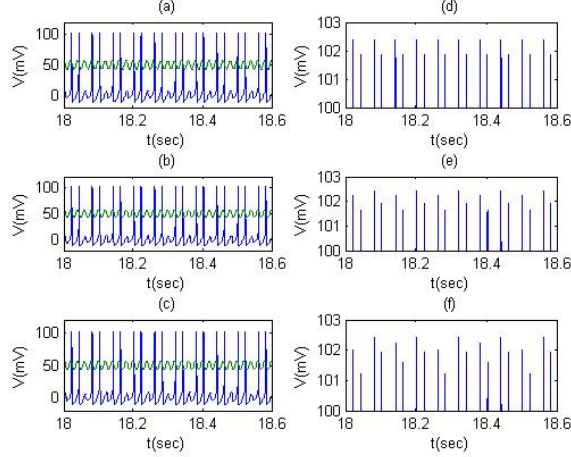 (a)
V(mV)
100
50
0
18
18.2
18.4
18.6
t(sec)
(d)
V(mV)
103
102
101
100
18
18.2
18.4
18.6
t(sec)
(b)
V(mV)
100
50
0
18
18.2
18.4
18.6
t(sec)
(e)
V(mV)
103
102
101
100
18
18.2
18.4
18.6
t(sec)
(c)
V(mV)
100
50
0
18
18.2
18.4
18.6
t(sec)
(f)
V(mV)
103
102
101
100
18
18.2
18.4
18.6
t(sec)